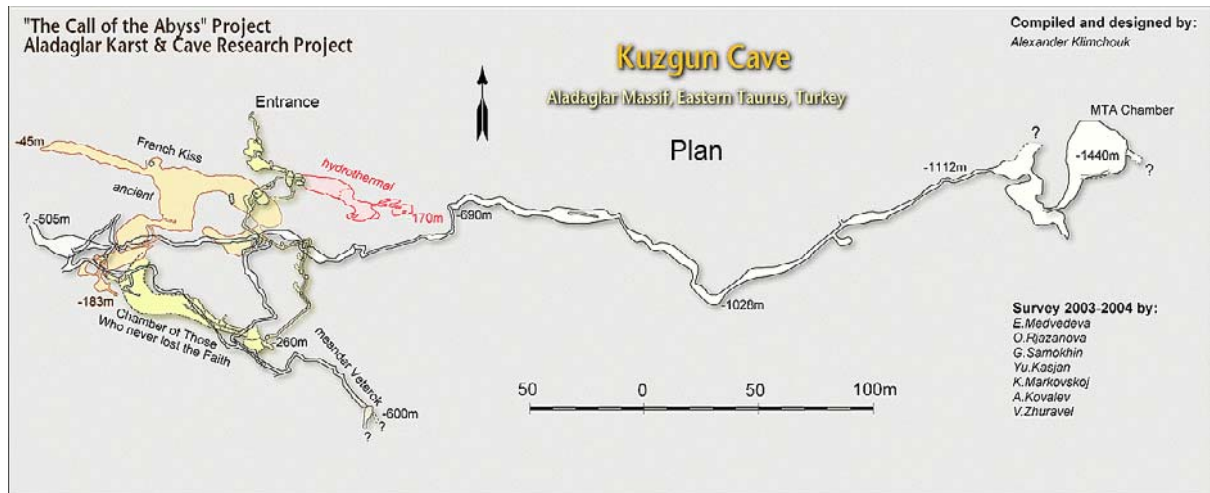 "The Call of the Abyss" Project
Aladaglar Karst & Cave Research Project
Kuzgun Cave
Aladaglar Massif, Eastern Taurus, Turkey
Plan
Compiled and designed by:
Alexander Klimchouk
Entrance
-45m
French Kiss
ancient
hydrothermal
-170m
-690m
-1112m
?
MTA Chamber
-1440m
?
? -505m
-183m
Chamber of Those
Who never lost the Faith
-260m
meander Veterok
-600m
?
?
-1028m
50 0 50 100m
Survey 2003-2004 by:
E.Medvedeva
O.Rjazanova
G.Samokhin
Yu.Kasjan
K.Markovskoj
A.Kovalev
V.Zhuravel